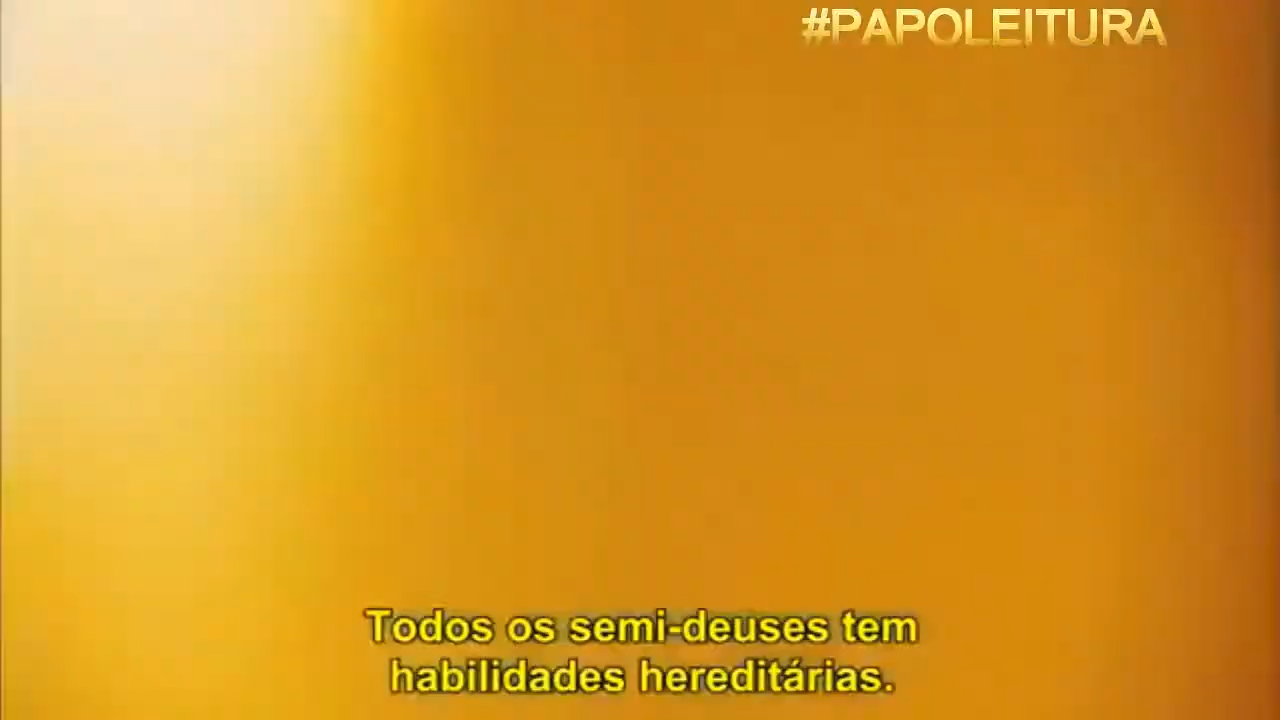 #PAPOLEITURA
Todos os semi-deuses tem
habilidades hereditárias.